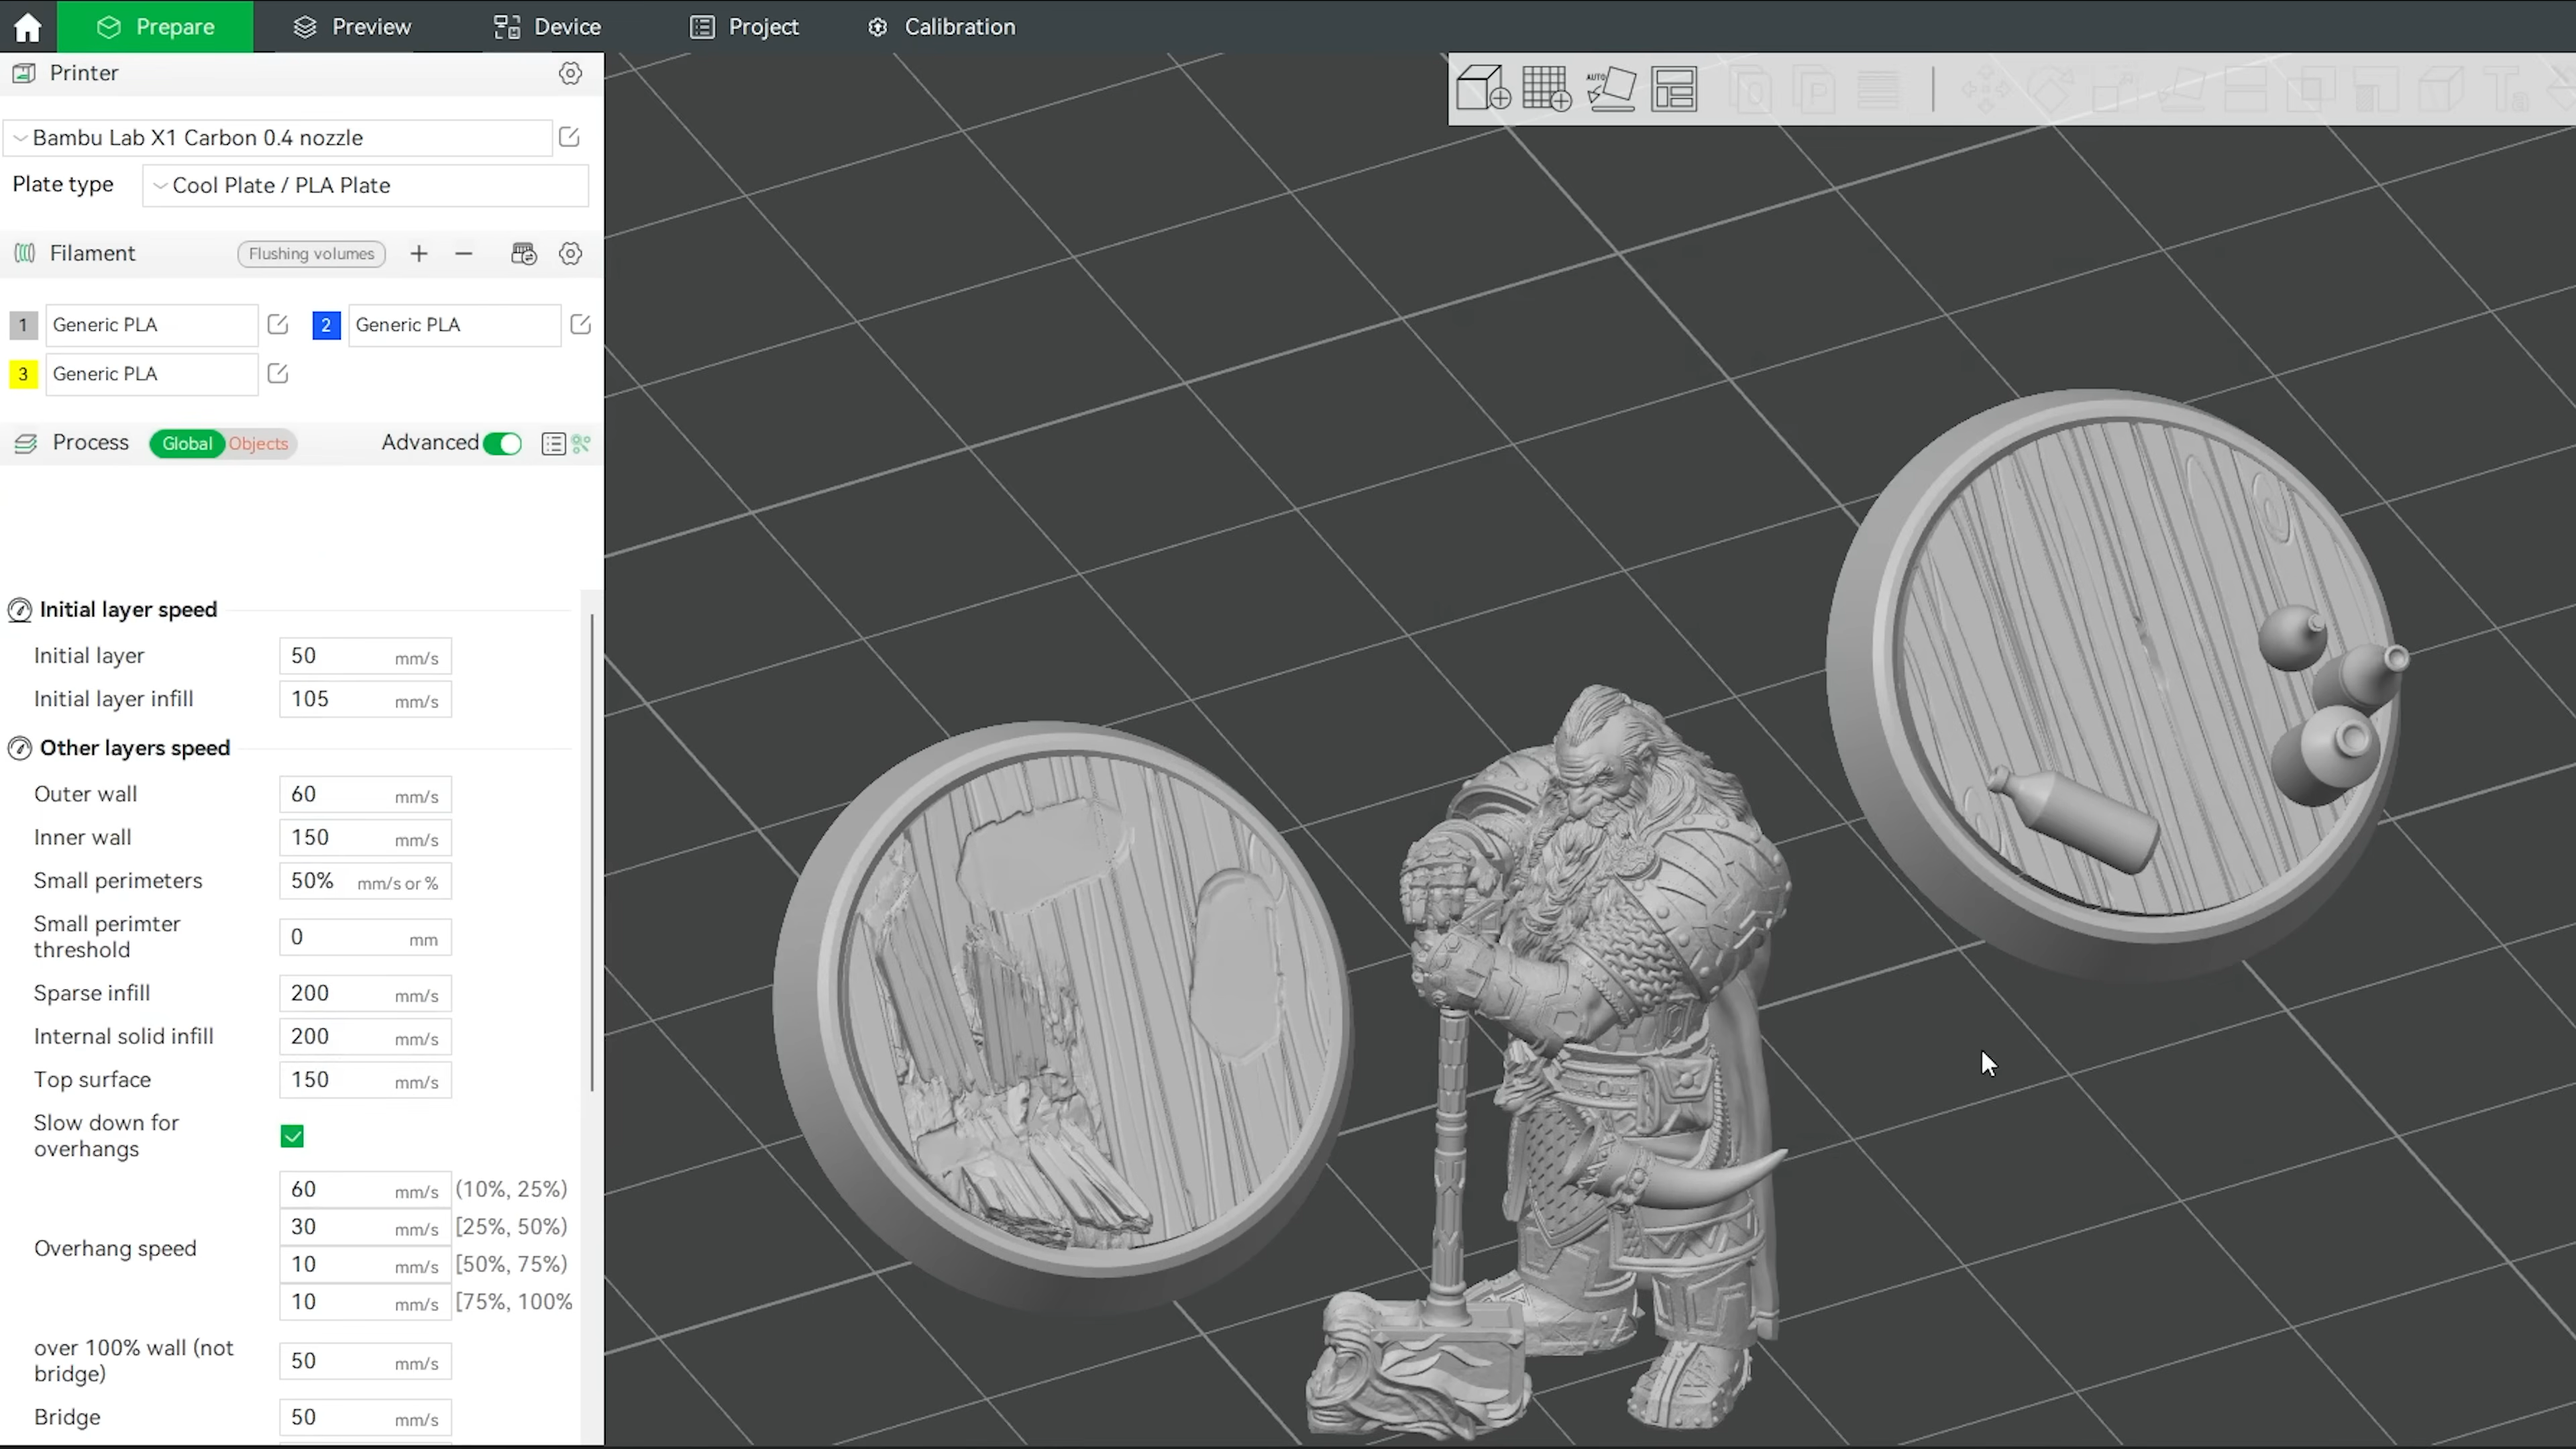 Prepare Preview Device Project Calibration
Printer
Bambu Lab X1 Carbon 0.4 nozzle
Plate type Cool Plate / PLA Plate
Filament Flushing volumes + −
1 Generic PLA 2 Generic PLA
3 Generic PLA
Process Global Objects Advanced
Initial layer speed
Initial layer 50 mm/s
Initial layer infill 105 mm/s
Other layers speed
Outer wall 60 mm/s
Inner wall 150 mm/s
Small perimeters 50% mm/s or %
Small perimter
threshold 0 mm
Sparse infill 200 mm/s
Internal solid infill 200 mm/s
Top surface 150 mm/s
Slow down for
overhangs
Overhang speed
60 mm/s (10%, 25%)
30 mm/s [25%, 50%)
10 mm/s [50%, 75%)
10 mm/s [75%, 100%
over 100% wall (not
bridge) 50 mm/s
Bridge 50 mm/s
AUTO